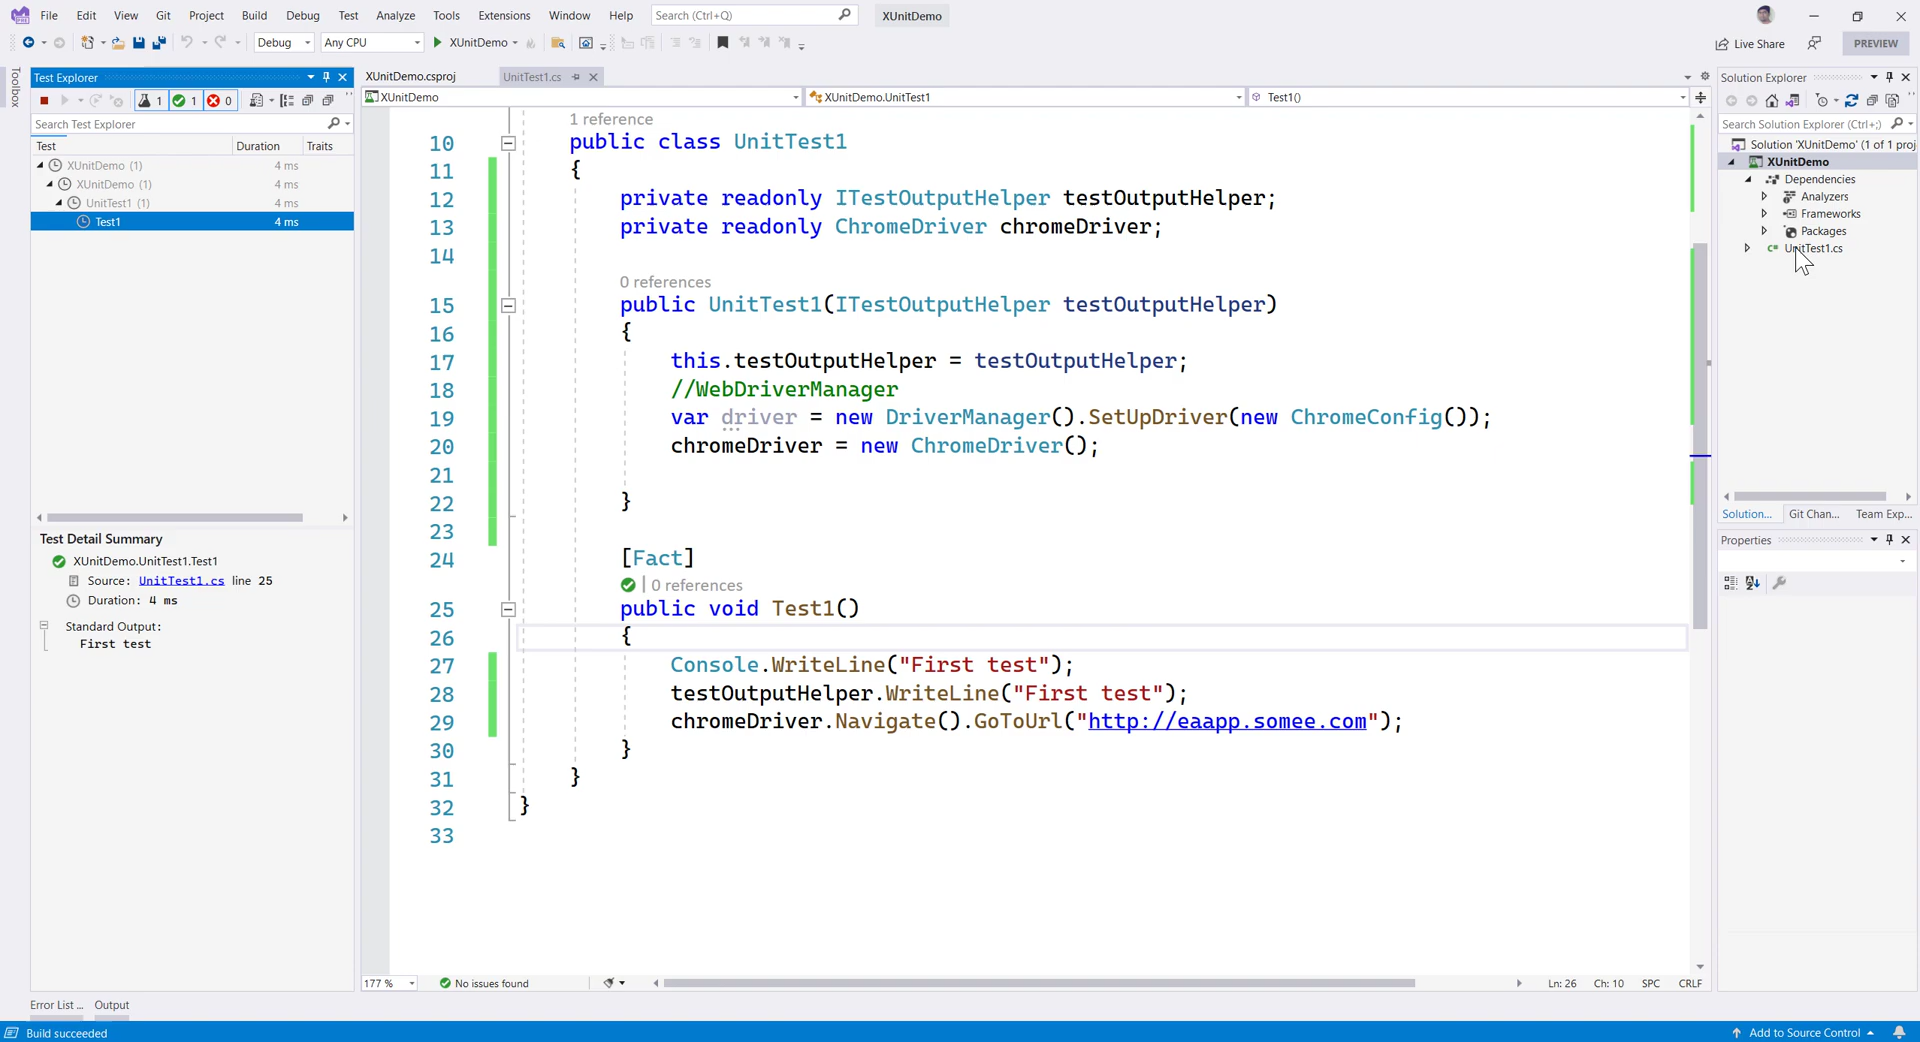 File Edit View Git Project Build Debug Test Analyze Tools Extensions Window Help Search (Ctrl+Q) XUnitDemo
Debug Any CPU XUnitDemo Live Share PREVIEW
Toolbox
Test Explorer
1 1 0
Search Test Explorer
Test Duration Traits
XUnitDemo (1) 4 ms
XUnitDemo (1) 4 ms
UnitTest1 (1) 4 ms
Test1 4 ms
Test Detail Summary
XUnitDemo.UnitTest1.Test1
Source: UnitTest1.cs line 25
Duration: 4 ms
Standard Output:
First test
XUnitDemo.csproj UnitTest1.cs
XUnitDemo XUnitDemo.UnitTest1 Test1()
1 reference
10 public class UnitTest1
11 {
12 private readonly ITestOutputHelper testOutputHelper;
13 private readonly ChromeDriver chromeDriver;
14
0 references
15 public UnitTest1(ITestOutputHelper testOutputHelper)
16 {
17 this.testOutputHelper = testOutputHelper;
18 //WebDriverManager
19 var driver = new DriverManager().SetUpDriver(new ChromeConfig());
20 chromeDriver = new ChromeDriver();
21
22 }
23
24 [Fact]
| 0 references
25 public void Test1()
26 {
27 Console.WriteLine("First test");
28 testOutputHelper.WriteLine("First test");
29 chromeDriver.Navigate().GoToUrl("http://eaapp.somee.com");
30 }
31 }
32 }
33
177 % No issues found Ln: 26 Ch: 10 SPC CRLF
Solution Explorer
Search Solution Explorer (Ctrl+;)
Solution 'XUnitDemo' (1 of 1 proj
XUnitDemo
Dependencies
Analyzers
Frameworks
Packages
UnitTest1.cs
Solution... Git Chan... Team Exp...
Properties
Error List ... Output
Build succeeded Add to Source Control